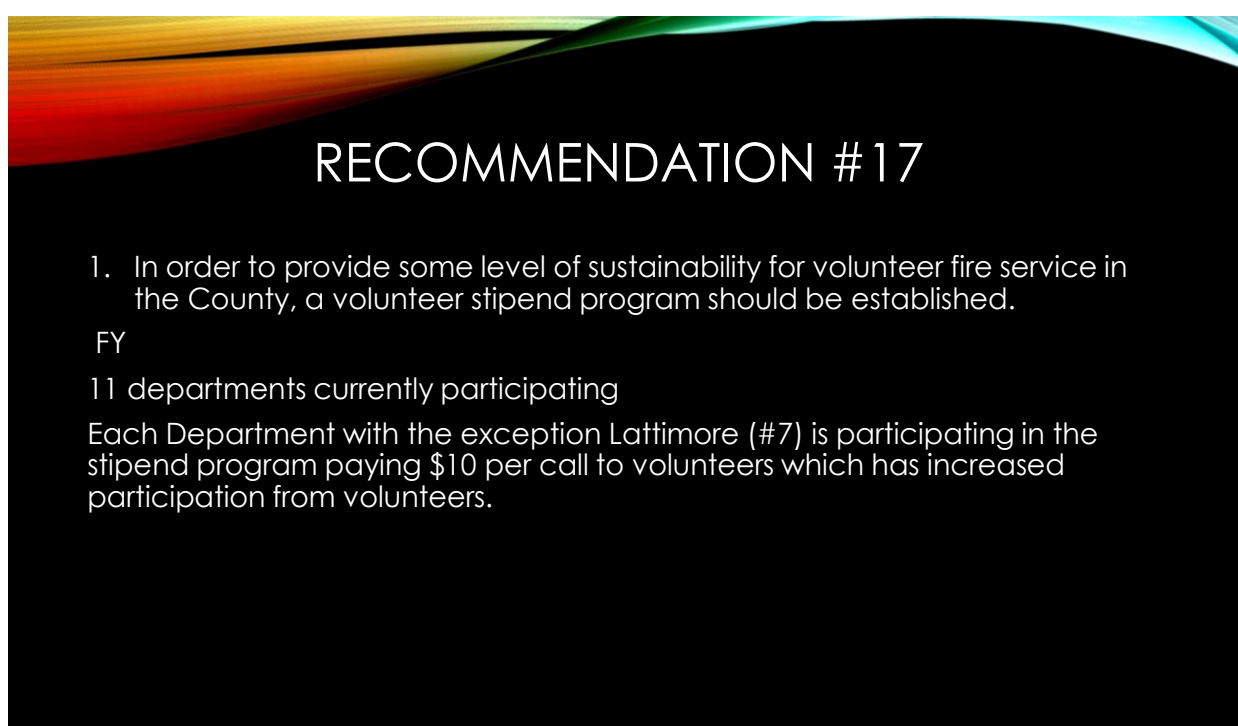 RECOMMENDATION #17
1. In order to provide some level of sustainability for volunteer fire service in
the County, a volunteer stipend program should be established.
FY
11 departments currently participating
Each Department with the exception Lattimore (#7) is participating in the
stipend program paying $10 per call to volunteers which has increased
participation from volunteers.